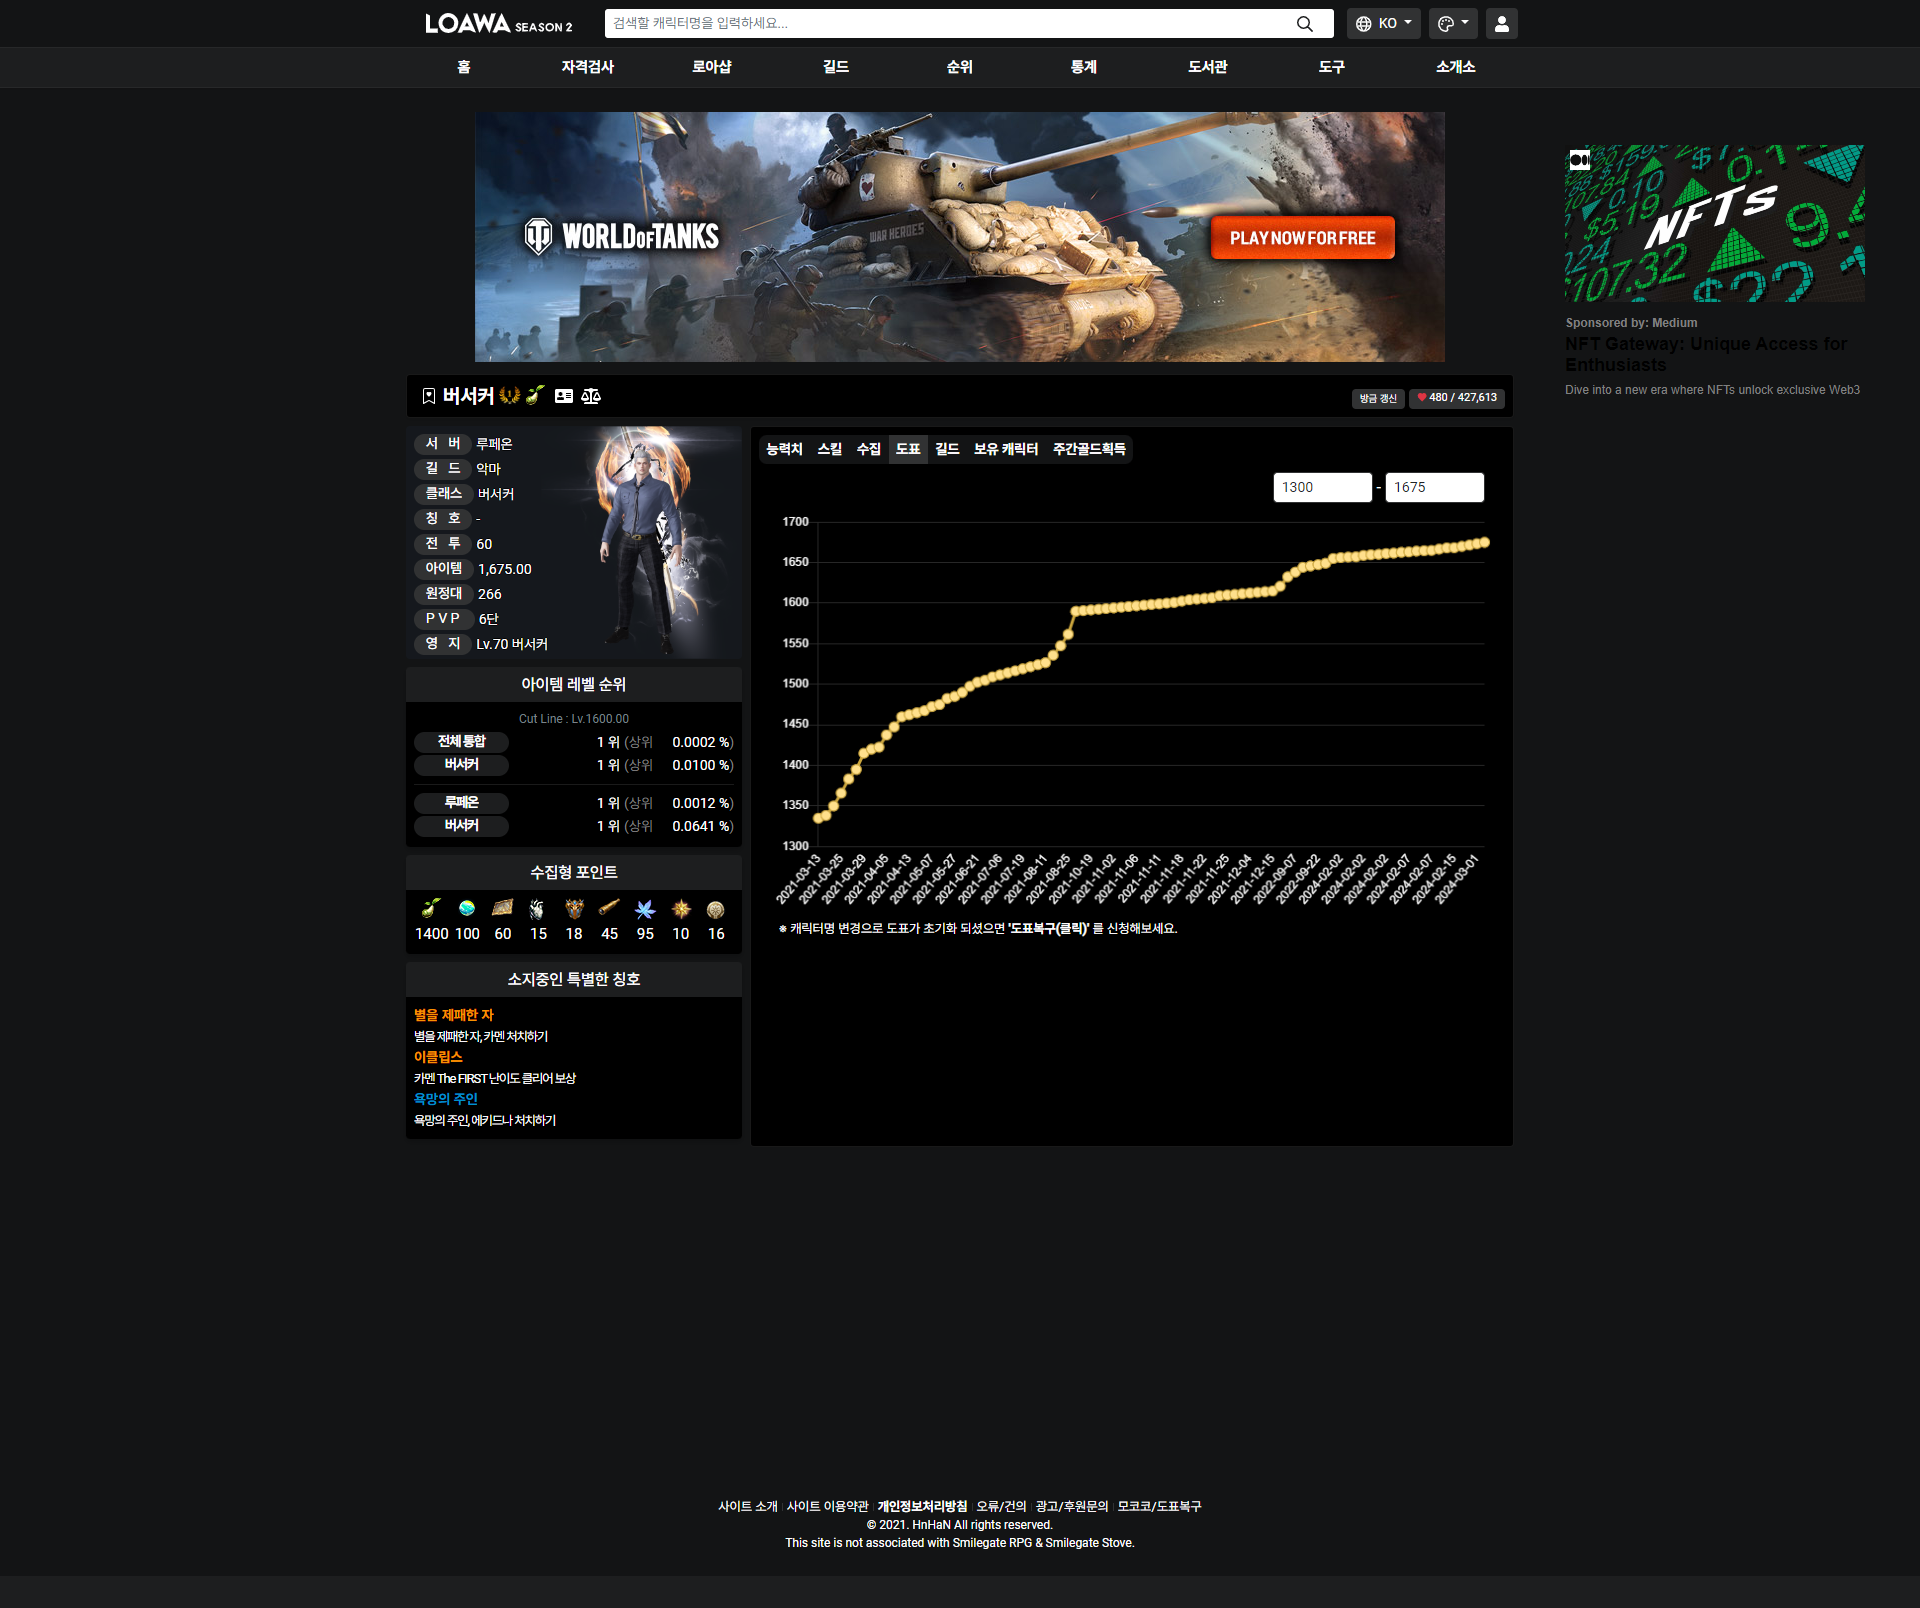 LOAWA SEASON 2
검색할 캐릭터명을 입력하세요...
KO
홈 자격검사 로아샵 길드 순위 통계 도서관 도구 소개소
WORLD OF TANKS
WAR HEROES
PLAY NOW FOR FREE
NFTs
Sponsored by: Medium
NFT Gateway: Unique Access for
Enthusiasts
Dive into a new era where NFTs unlock exclusive Web3
버서커
방금 갱신
480 / 427,613
서 버 루페온
길 드 악마
클래스 버서커
칭 호 -
전 투 60
아이템 1,675.00
원정대 266
P V P 6단
영 지 Lv.70 버서커
아이템 레벨 순위
Cut Line : Lv.1600.00
전체 통합 1 위 (상위 0.0002 %)
버서커 1 위 (상위 0.0100 %)
루페온 1 위 (상위 0.0012 %)
버서커 1 위 (상위 0.0641 %)
수집형 포인트
1400 100 60 15 18 45 95 10 16
소지중인 특별한 칭호
별을 제패한 자
별을 제패한 자, 카멘 처치하기
이클립스
카멘 The FIRST 난이도 클리어 보상
욕망의 주인
욕망의 주인, 에키드나 처치하기
능력치 스킬 수집 도표 길드 보유 캐릭터 주간골드획득
1300 - 1675
1700
1650
1600
1550
1500
1450
1400
1350
1300
2021-03-13
2021-03-25
2021-03-29
2021-04-05
2021-04-13
2021-05-07
2021-05-27
2021-06-21
2021-07-06
2021-07-19
2021-08-11
2021-08-25
2021-10-19
2021-11-02
2021-11-06
2021-11-11
2021-11-18
2021-11-22
2021-11-25
2021-12-04
2021-12-15
2022-09-07
2022-09-22
2024-02-02
2024-02-02
2024-02-02
2024-02-07
2024-02-07
2024-02-15
2024-03-01
※ 캐릭터명 변경으로 도표가 초기화 되셨으면 '도표복구(클릭)' 를 신청해보세요.
사이트 소개 | 사이트 이용약관 | 개인정보처리방침 | 오류/건의 | 광고/후원문의 | 모코코/도표복구
© 2021. HnHaN All rights reserved.
This site is not associated with Smilegate RPG & Smilegate Stove.